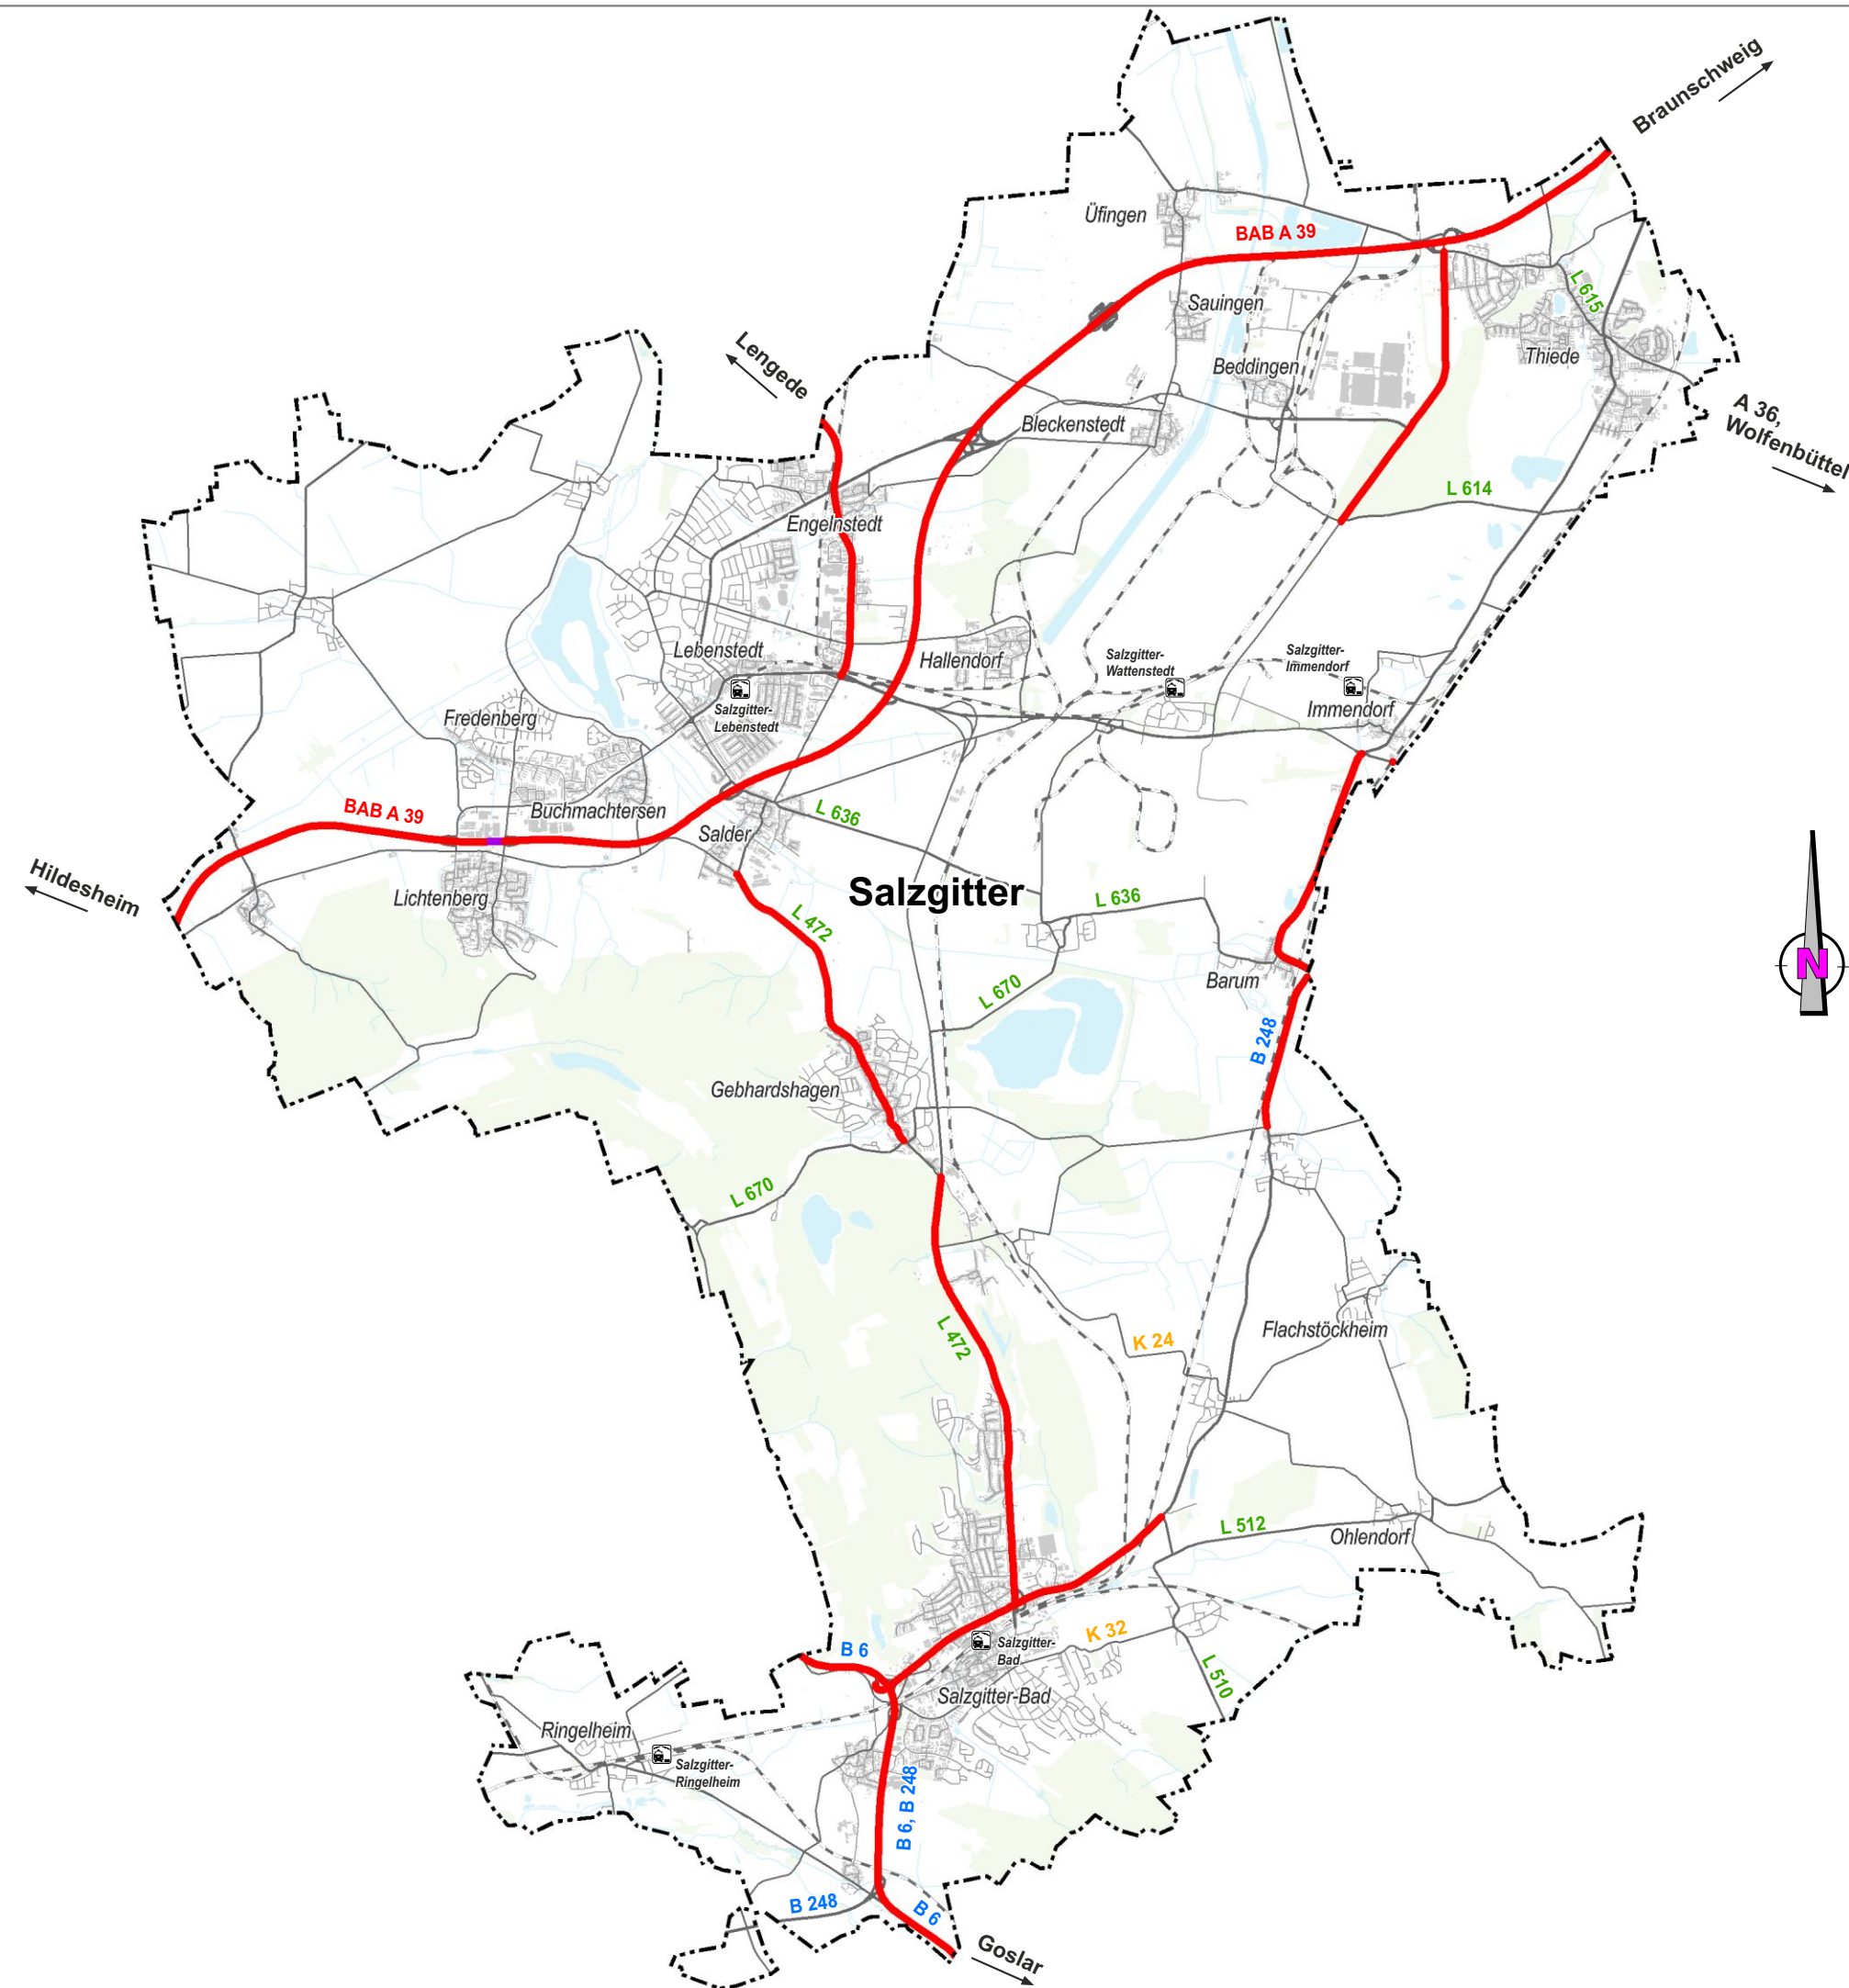 Braunschweig
Üfingen
BAB A 39
L 615
Sauingen
Lengede
Thiede
Beddingen
A 36,
Wolfenbüttel
Bleckenstedt
L 614
Engelnstedt
Lebenstedt
Hallendorf
Salzgitter-
Wattenstedt
Salzgitter-
Immendorf
Salzgitter-
Lebenstedt
Fredenberg
Immendorf
BAB A 39
Buchmachtersen
L 636
Salder
Hildesheim
Lichtenberg
Salzgitter
L 636
L 472
N
Barum
L 670
B 248
Gebhardshagen
L 670
Flachstöckheim
L 472
K 24
L 512
Ohlendorf
K 32
B 6
Salzgitter-
Bad
L 510
Salzgitter-Bad
Ringelheim
Salzgitter-
Ringelheim
B 6, B 248
B 248
B 6
Goslar